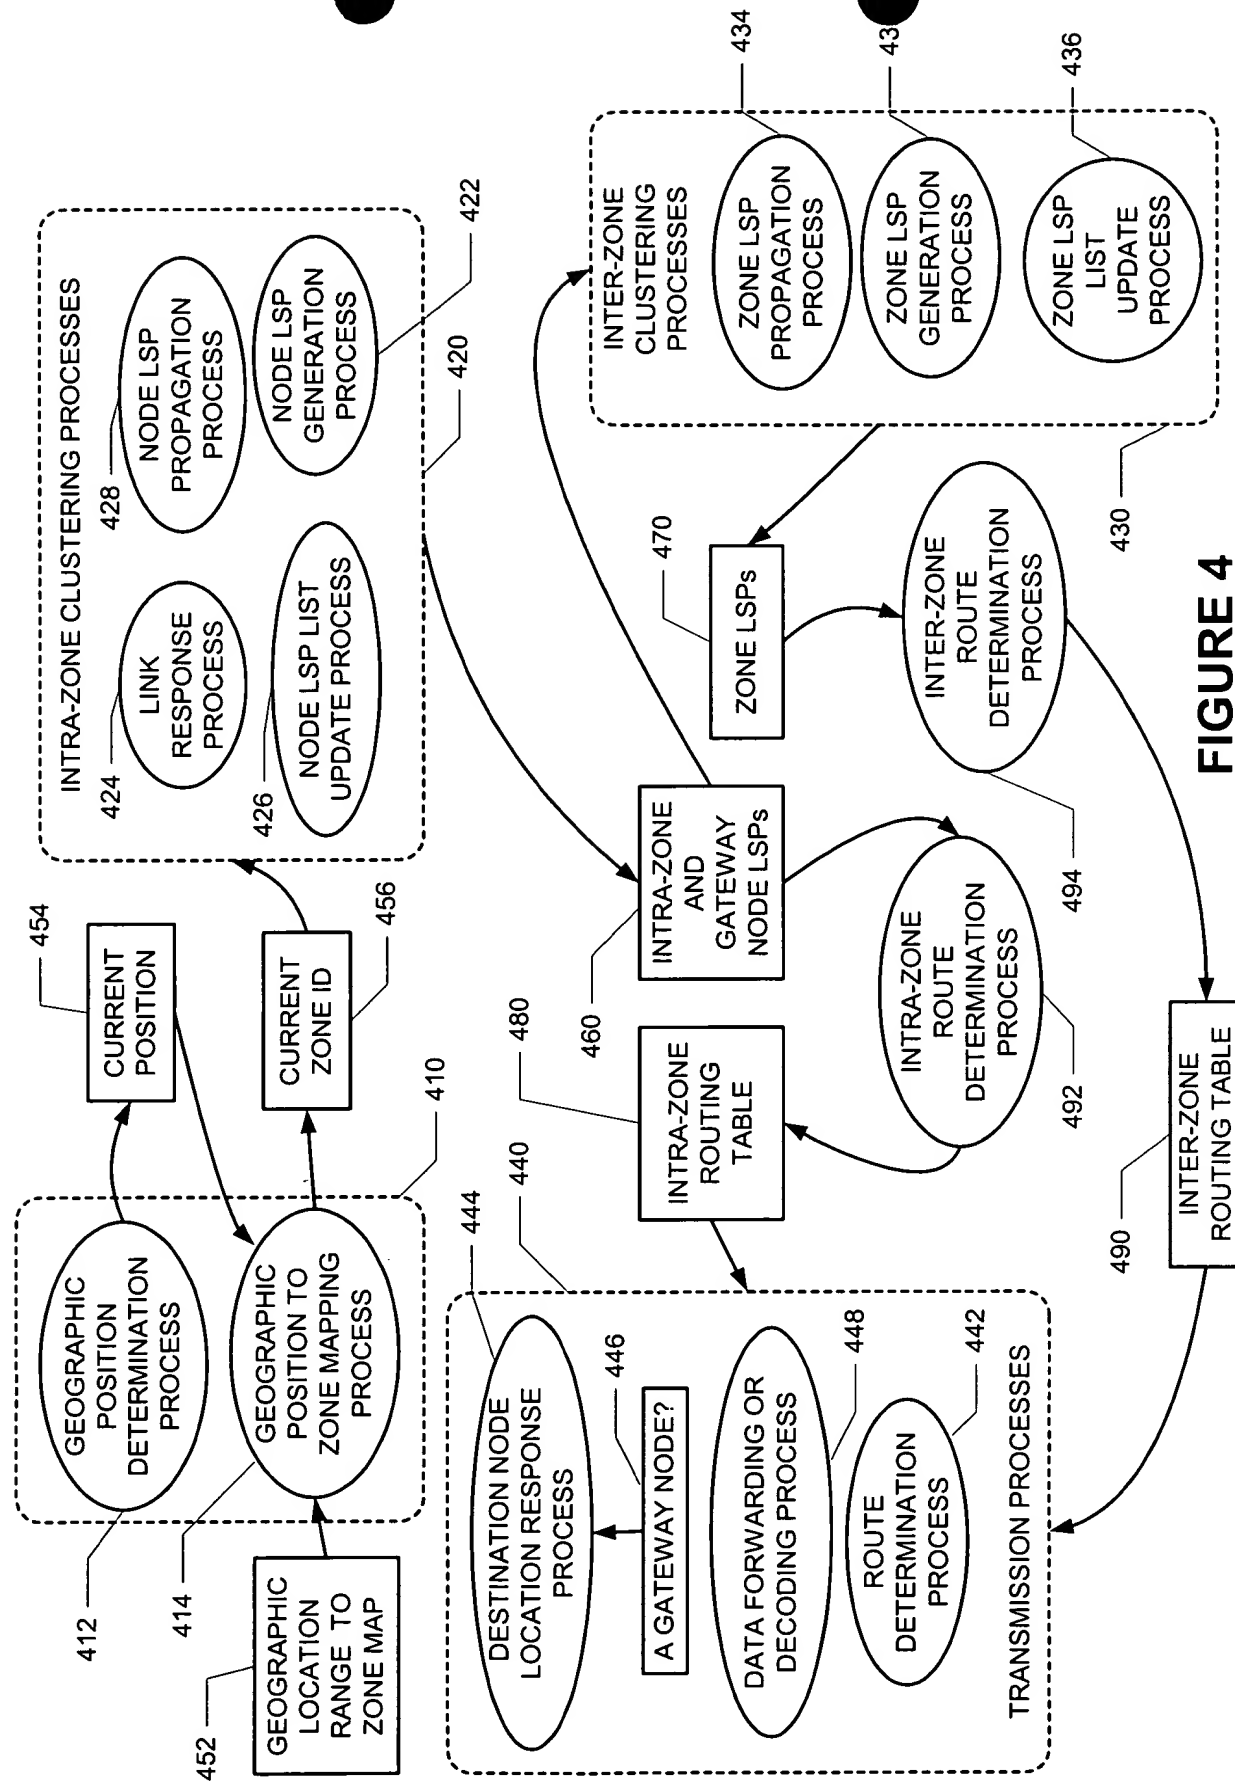 452
GEOGRAPHIC
LOCATION
RANGE TO
ZONE MAP
412
414
GEOGRAPHIC
POSITION
DETERMINATION
PROCESS
GEOGRAPHIC
POSITION TO
ZONE MAPPING
PROCESS
410
454
CURRENT
POSITION
CURRENT
ZONE ID
456
INTRA-ZONE CLUSTERING PROCESSES
424
LINK
RESPONSE
PROCESS
428
NODE LSP
PROPAGATION
PROCESS
426
NODE LSP LIST
UPDATE PROCESS
NODE LSP
GENERATION
PROCESS
422
420
444
440
DESTINATION NODE
LOCATION RESPONSE
PROCESS
446
A GATEWAY NODE?
DATA FORWARDING OR
DECODING PROCESS
448
ROUTE
DETERMINATION
PROCESS
442
TRANSMISSION PROCESSES
480
INTRA-ZONE
ROUTING
TABLE
460
INTRA-ZONE
AND
GATEWAY
NODE LSPs
INTRA-ZONE
ROUTE
DETERMINATION
PROCESS
492
470
ZONE LSPs
INTER-ZONE
ROUTE
DETERMINATION
PROCESS
494
INTER-ZONE
CLUSTERING
PROCESSES
ZONE LSP
PROPAGATION
PROCESS
434
ZONE LSP
GENERATION
PROCESS
ZONE LSP
LIST
UPDATE
PROCESS
436
430
490
INTER-ZONE
ROUTING TABLE
FIGURE 4